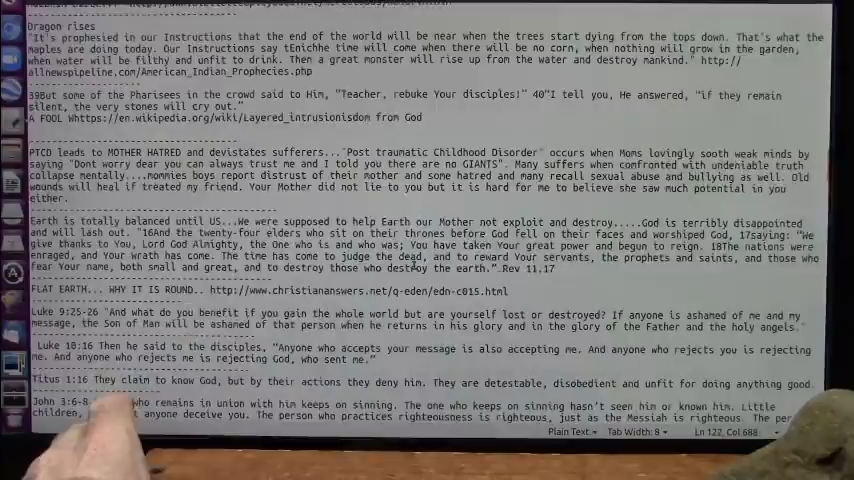 Dragon rises
"It's prophesied in our Instructions that the end of the world will be near when the trees start dying from the tops down. That's what the
maples are doing today. Our Instructions say tEnichhe time will come when there will be no corn, when nothing will grow in the garden,
when water will be filthy and unfit to drink. Then a great monster will rise up from the water and destroy mankind." http://
allnewspipeline.com/American_Indian_Prophecies.php
39But some of the Pharisees in the crowd said to Him, "Teacher, rebuke Your disciples!" 40"I tell you, He answered, "if they remain
silent, the very stones will cry out."
A FOOL Whttps://en.wikipedia.org/wiki/Layered_intrusionisdom from God
PTCD leads to MOTHER HATRED and devistates sufferers..."Post traumatic Childhood Disorder" occurs when Moms lovingly sooth weak minds by
saying "Dont worry dear you can always trust me and I told you there are no GIANTS". Many suffers when confronted with undeniable truth
collapse mentally....mommies boys report distrust of their mother and some hatred and many recall sexual abuse and bullying as well. Old
wounds will heal if treated my friend. Your Mother did not lie to you but it is hard for me to believe she saw much potential in you
either.
Earth is totally balanced until US...We were supposed to help Earth our Mother not exploit and destroy.....God is terribly disappointed
and will lash out. "16And the twenty-four elders who sit on their thrones before God fell on their faces and worshiped God, 17saying: "We
give thanks to You, Lord God Almighty, the One who is and who was; You have taken Your great power and begun to reign. 18The nations were
enraged, and Your wrath has come. The time has come to judge the dead, and to reward Your servants, the prophets and saints, and those who
fear Your name, both small and great, and to destroy those who destroy the earth.".Rev 11,17
FLAT EARTH... WHY IT IS ROUND.. http://www.christiananswers.net/q-eden/edn-c015.html
Luke 9:25-26 "And what do you benefit if you gain the whole world but are yourself lost or destroyed? If anyone is ashamed of me and my
message, the Son of Man will be ashamed of that person when he returns in his glory and in the glory of the Father and the holy angels."
Luke 10:16 Then he said to the disciples, "Anyone who accepts your message is also accepting me. And anyone who rejects you is rejecting
me. And anyone who rejects me is rejecting God, who sent me."
Titus 1:16 They claim to know God, but by their actions they deny him. They are detestable, disobedient and unfit for doing anything good.
John 3:6-8 who remains in union with him keeps on sinning. The one who keeps on sinning hasn't seen him or known him. Little
children, anyone deceive you. The person who practices righteousness is righteous, just as the Messiah is righteous. The
Plain Text Tab Width: 8 Ln 122, Col 688